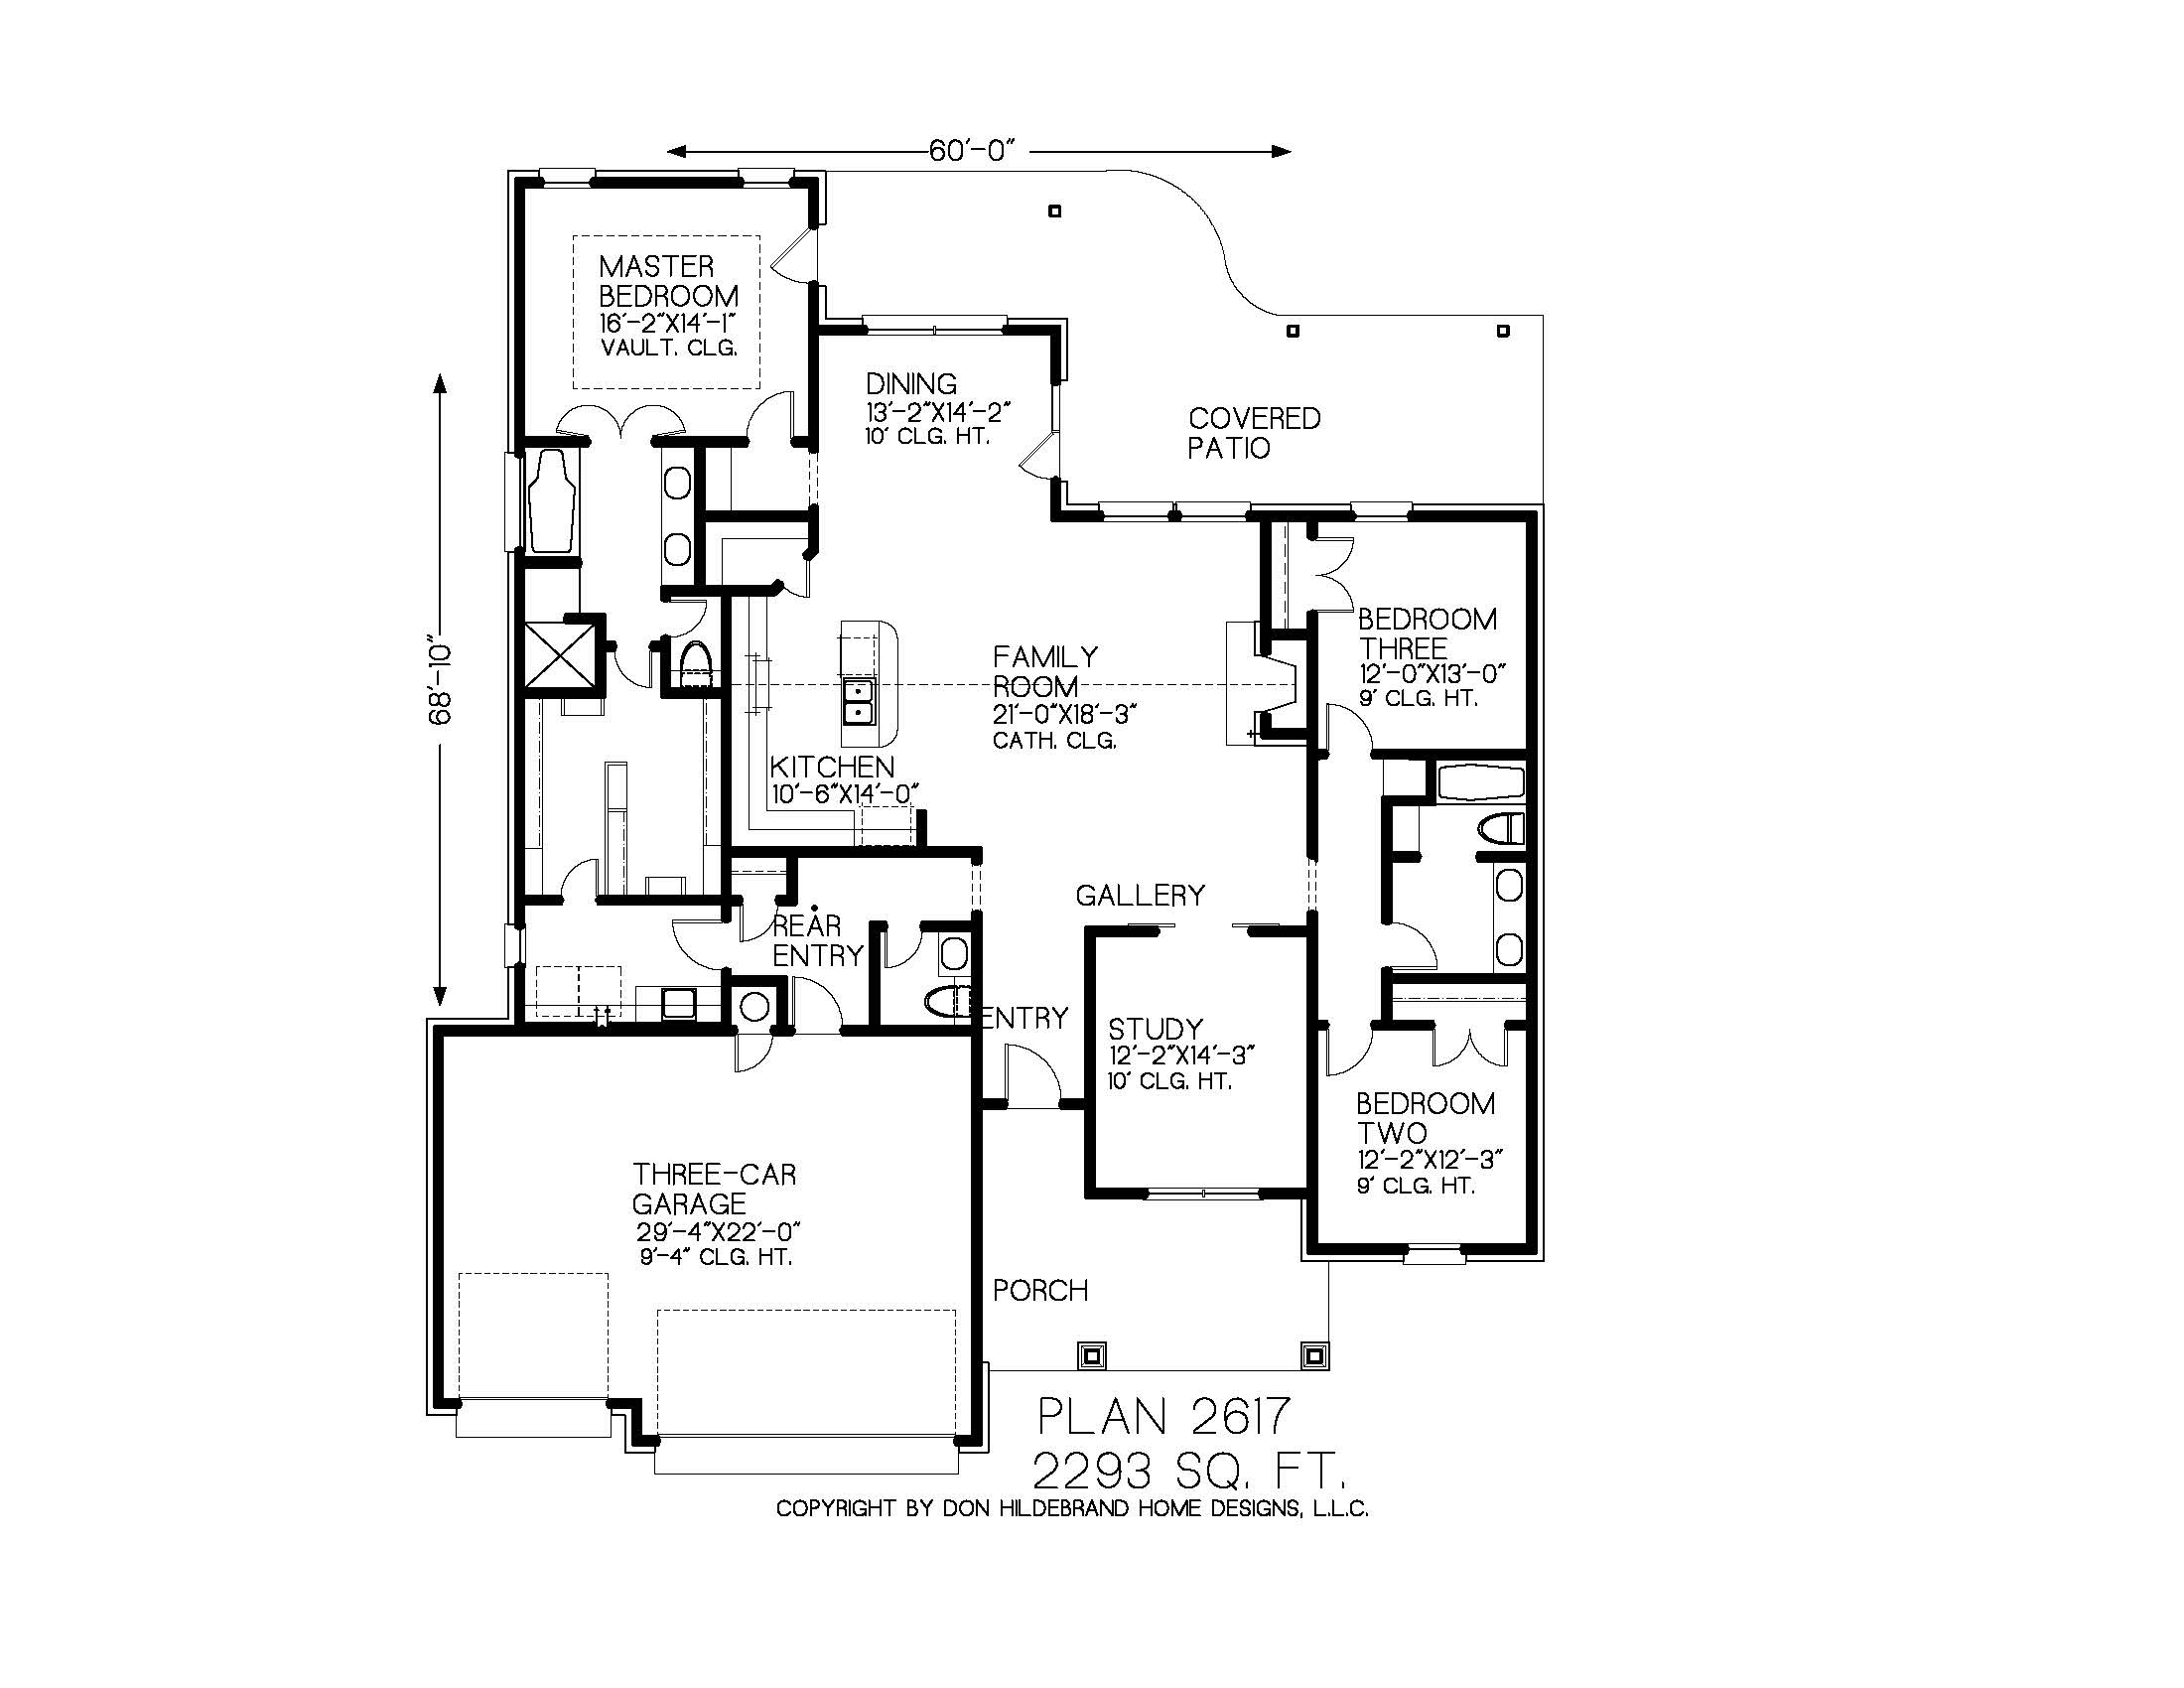 60'-0"
MASTER
BEDROOM
16'-2"X14'-1"
VAULT. CLG.
DINING
13'-2"X14'-2"
10' CLG. HT.
COVERED
PATIO
68'-10"
FAMILY
ROOM
21'-0"X18'-3"
CATH. CLG.
BEDROOM
THREE
12'-0"X13'-0"
9' CLG. HT.
KITCHEN
10'-6"X14'-0"
GALLERY
REAR
ENTRY
ENTRY
STUDY
12'-2"X14'-3"
10' CLG. HT.
BEDROOM
TWO
12'-2"X12'-3"
9' CLG. HT.
THREE-CAR
GARAGE
29'-4"X22'-0"
9'-4" CLG. HT.
PORCH
PLAN 2617
2293 SQ. FT.
COPYRIGHT BY DON HILDEBRAND HOME DESIGNS, L.L.C.